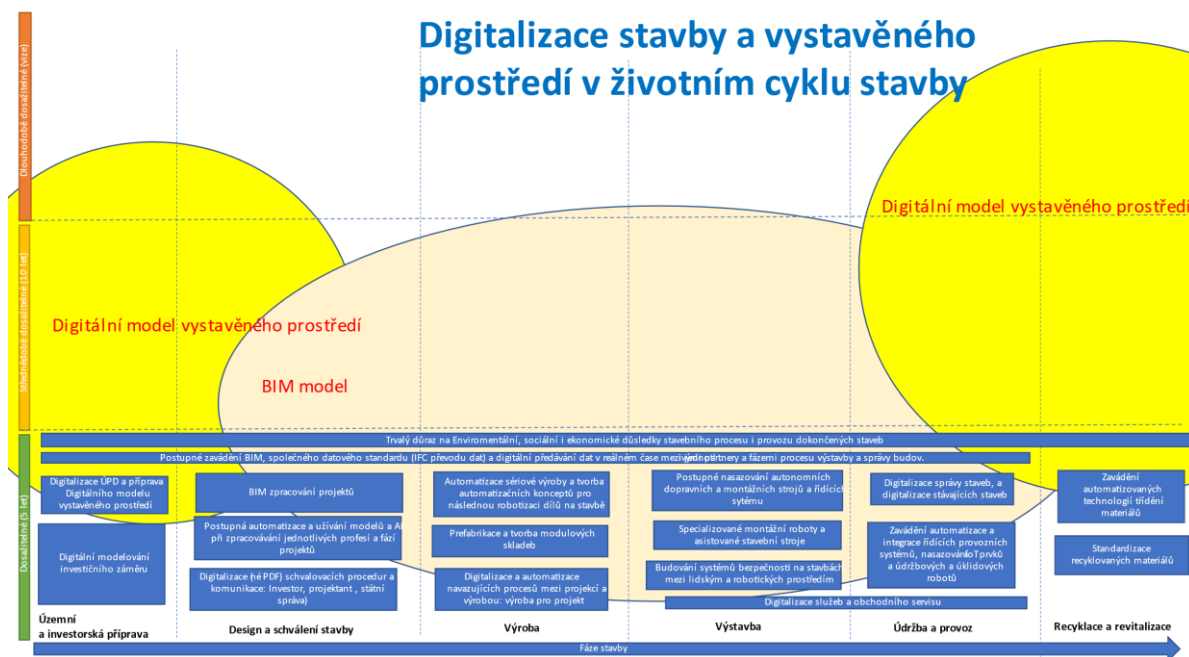 Digitalizace stavby a vystavěného
prostředí v životním cyklu stavby
Dlouhodobě dosažitelné (vize)
Střednědobě dosažitelné (10 let)
Dosažitelné (5 let)
Digitální model vystavěného prostředí
Digitální model vystavěného prostředí
BIM model
Trvalý důraz na Enviromentální, sociální i ekonomické důsledky stavebního procesu i provozu dokončených staveb
Postupné zavádění BIM, společného datového standardu (IFC převodu dat) a digitální předávání dat v reálném čase mezi partnery a fázemi procesu výstavby a správy budov.
Digitalizace ÚPD a příprava
Digitálního modelu
vystavěného prostředí
Digitální modelování
investičního záměru
BIM zpracování projektů
Postupná automatizace a užívání modelů a AI
při zpracovávání jednotlivých profesí a fází
projektů
Digitalizace (né PDF) schvalovacích procedur a
komunikace: Investor, projektant , státní
správa)
Automatizace sériové výroby a tvorba
automatizačních konceptů pro
následnou robotizaci dílů na stavbě
Prefabrikace a tvorba modulových
skladeb
Digitalizace a automatizace
navazujících procesů mezi projekcí a
výrobou: výroba pro projekt
Postupné nasazování autonomních
dopravních a montážních strojů a řídících
sytému
Specializované montážní roboty a
asistované stavební stroje
Budování systémů bezpečnosti na stavbách
mezi lidským a robotických prostředím
Digitalizace služeb a obchodního servisu
Digitalizace správy staveb, a
digitalizace stávajících staveb
Zavádění automatizace a
integrace řídících provozních
systémů, nasazování IoT prvků
a údržbových a úklidových
robotů
Zavádění
automatizovaných
technologií třídění
materiálů
Standardizace
recyklovaných materiálů
Územní
a investorská příprava
Design a schválení stavby
Výroba
Výstavba
Údržba a provoz
Recyklace a revitalizace
Fáze stavby